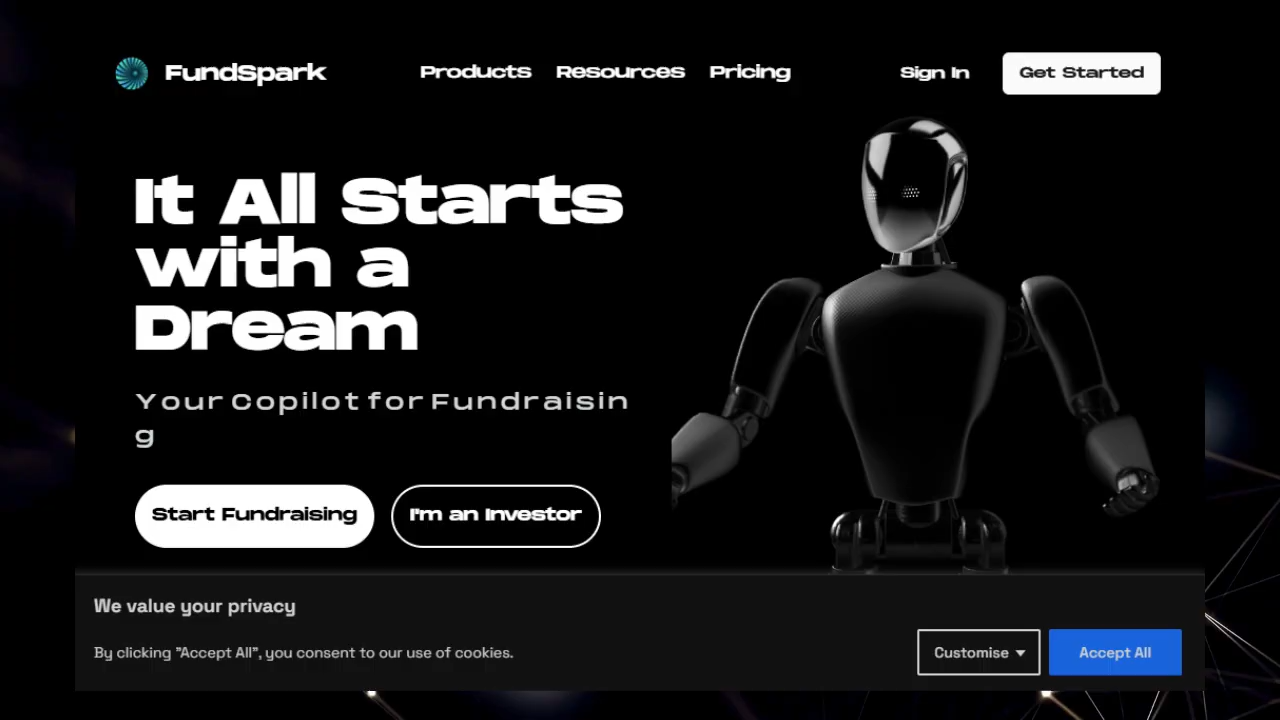 FundSpark
Products Resources Pricing
Sign In
Get Started
It All Starts
with a
Dream
Your Copilot for Fundraisin
g
Start Fundraising
I'm an Investor
We value your privacy
By clicking "Accept All", you consent to our use of cookies.
Customise
Accept All